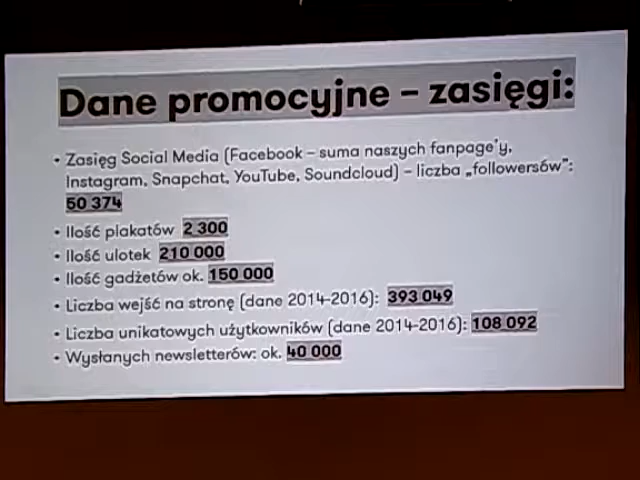 Dane promocyjne – zasięgi:
• Zasięg Social Media (Facebook – suma naszych fanpage'y,
Instagram, Snapchat, YouTube, Soundcloud) – liczba „followersów":
50 374
• Ilość plakatów 2 300
• Ilość ulotek 210 000
• Ilość gadżetów ok. 150 000
• Liczba wejść na stronę (dane 2014-2016): 393 049
• Liczba unikatowych użytkowników (dane 2014-2016): 108 092
• Wysłanych newsletterów: ok. 40 000